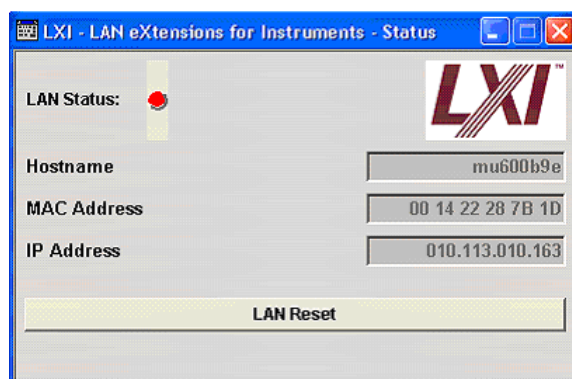 LXI - LAN eXtensions for Instruments - Status
LAN Status:
LXI™
Hostname mu600b9e
MAC Address 00 14 22 28 7B 1D
IP Address 010.113.010.163
LAN Reset